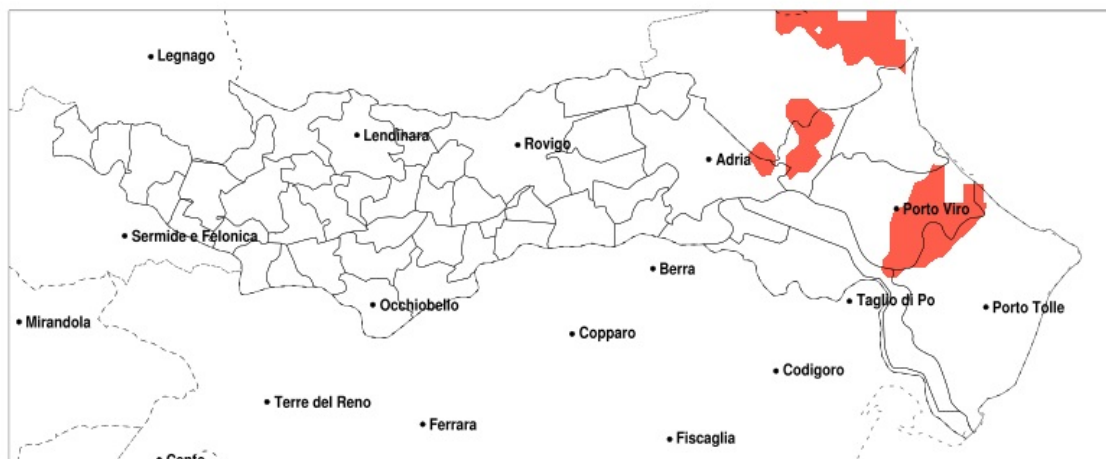 Legnago
Lendinara
Rovigo
Adria
Porto Viro
Sermide e Felonica
Berra
Occhiobello
Taglio di Po
Porto Tolle
Mirandola
Copparo
Codigoro
Terre del Reno
Ferrara
Fiscaglia